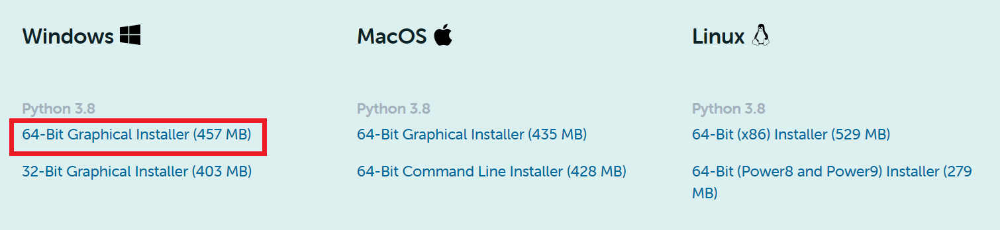 Windows
Python 3.8
64-Bit Graphical Installer (457 MB)
32-Bit Graphical Installer (403 MB)
MacOS
Python 3.8
64-Bit Graphical Installer (435 MB)
64-Bit Command Line Installer (428 MB)
Linux
Python 3.8
64-Bit (x86) Installer (529 MB)
64-Bit (Power8 and Power9) Installer (279
MB)